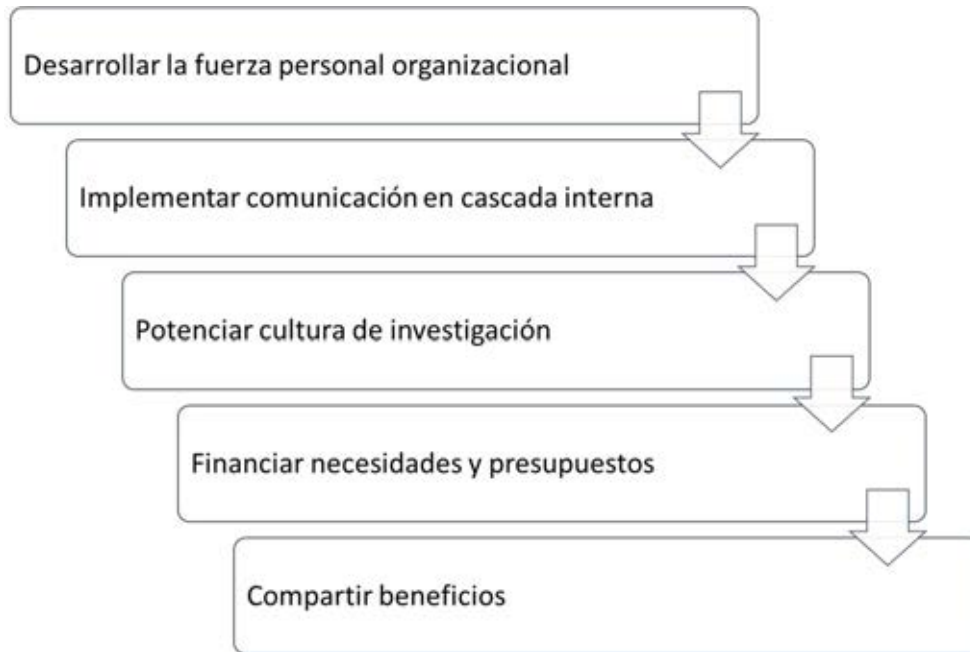 Desarrollar la fuerza personal organizacional
Implementar comunicación en cascada interna
Potenciar cultura de investigación
Financiar necesidades y presupuestos
Compartir beneficios